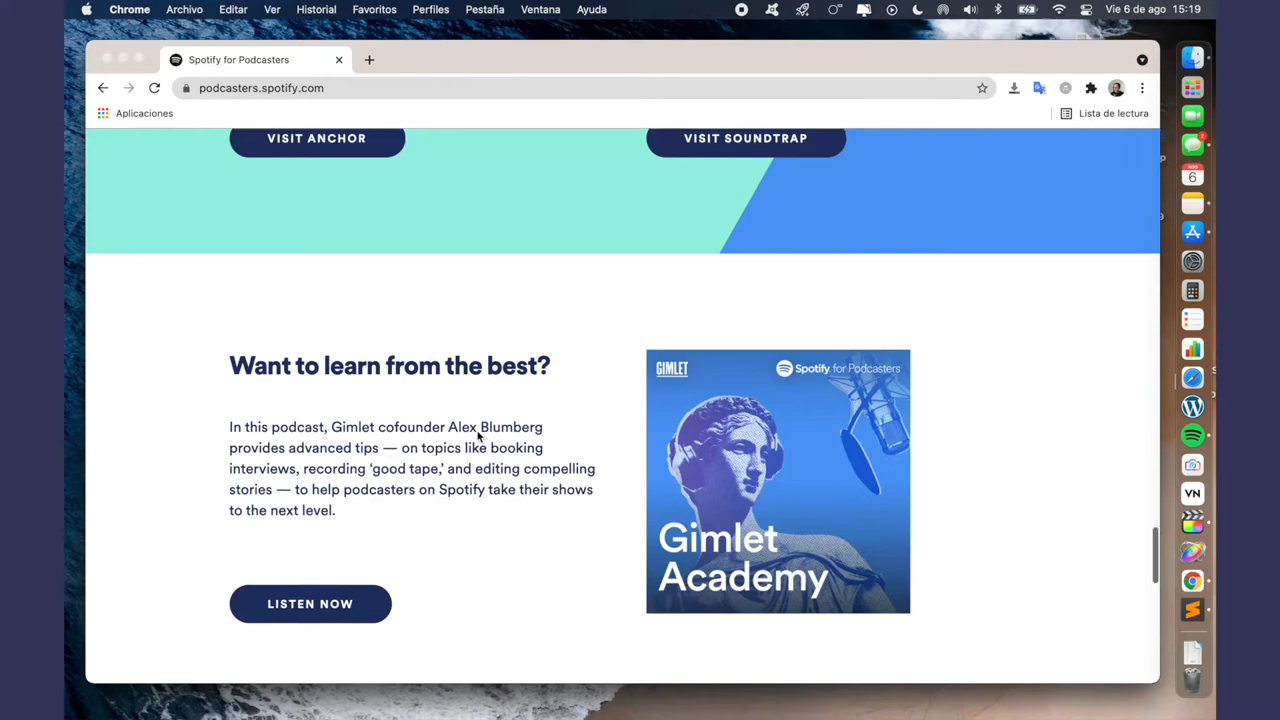 Chrome Archivo Editar Ver Historial Favoritos Perfiles Pestaña Ventana Ayuda Vie 6 de ago 15:19
Spotify for Podcasters
podcasters.spotify.com
Aplicaciones Lista de lectura
VISIT ANCHOR VISIT SOUNDTRAP
Want to learn from the best?
In this podcast, Gimlet cofounder Alex Blumberg
provides advanced tips — on topics like booking
interviews, recording ‘good tape,’ and editing compelling
stories — to help podcasters on Spotify take their shows
to the next level.
LISTEN NOW
GIMLET Spotify for Podcasters
Gimlet
Academy
2
AGO
6
VN